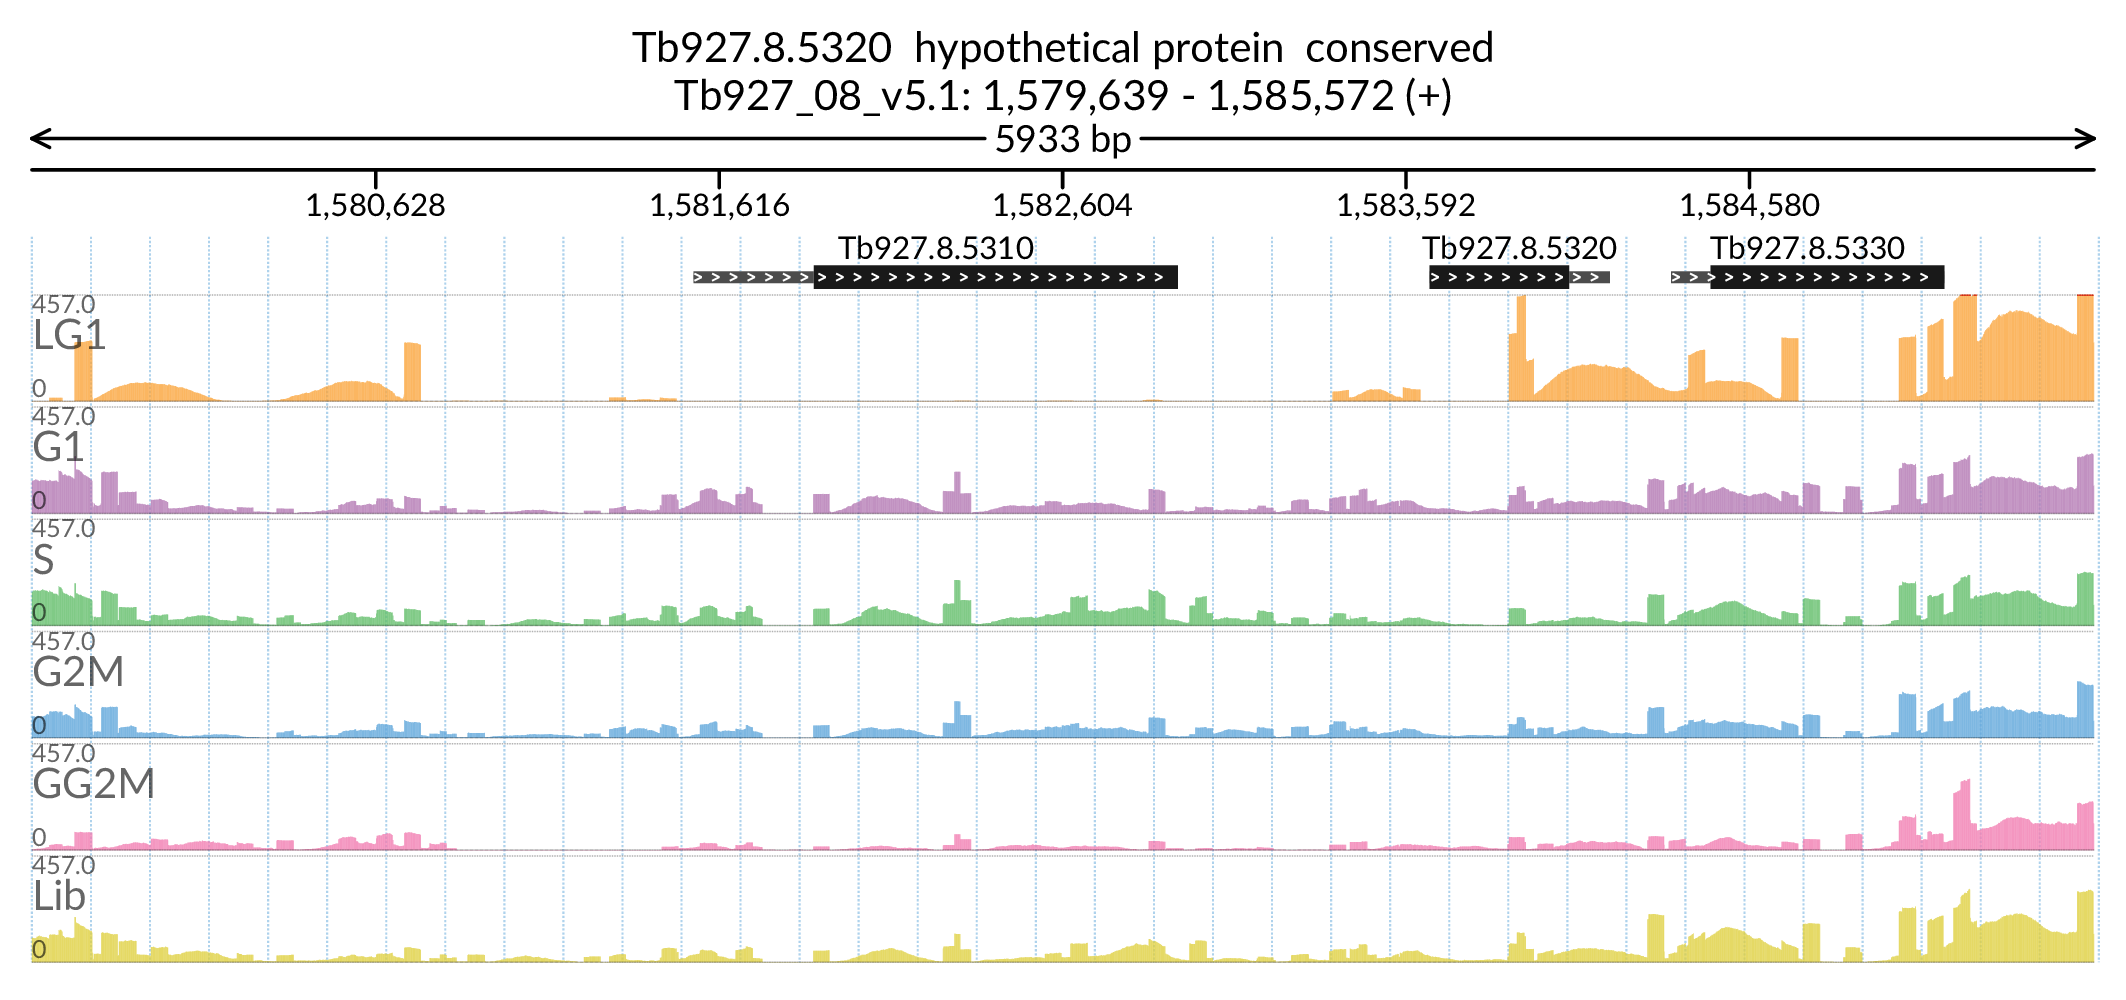 Tb927.8.5320  hypothetical protein  conserved
Tb927_08_v5.1: 1,579,639 - 1,585,572 (+)
5933 bp
1,580,628 1,581,616 1,582,604 1,583,592 1,584,580
Tb927.8.5310 Tb927.8.5320 Tb927.8.5330
457.0
LG1
0
457.0
G1
0
457.0
S
0
457.0
G2M
0
457.0
GG2M
0
457.0
Lib
0